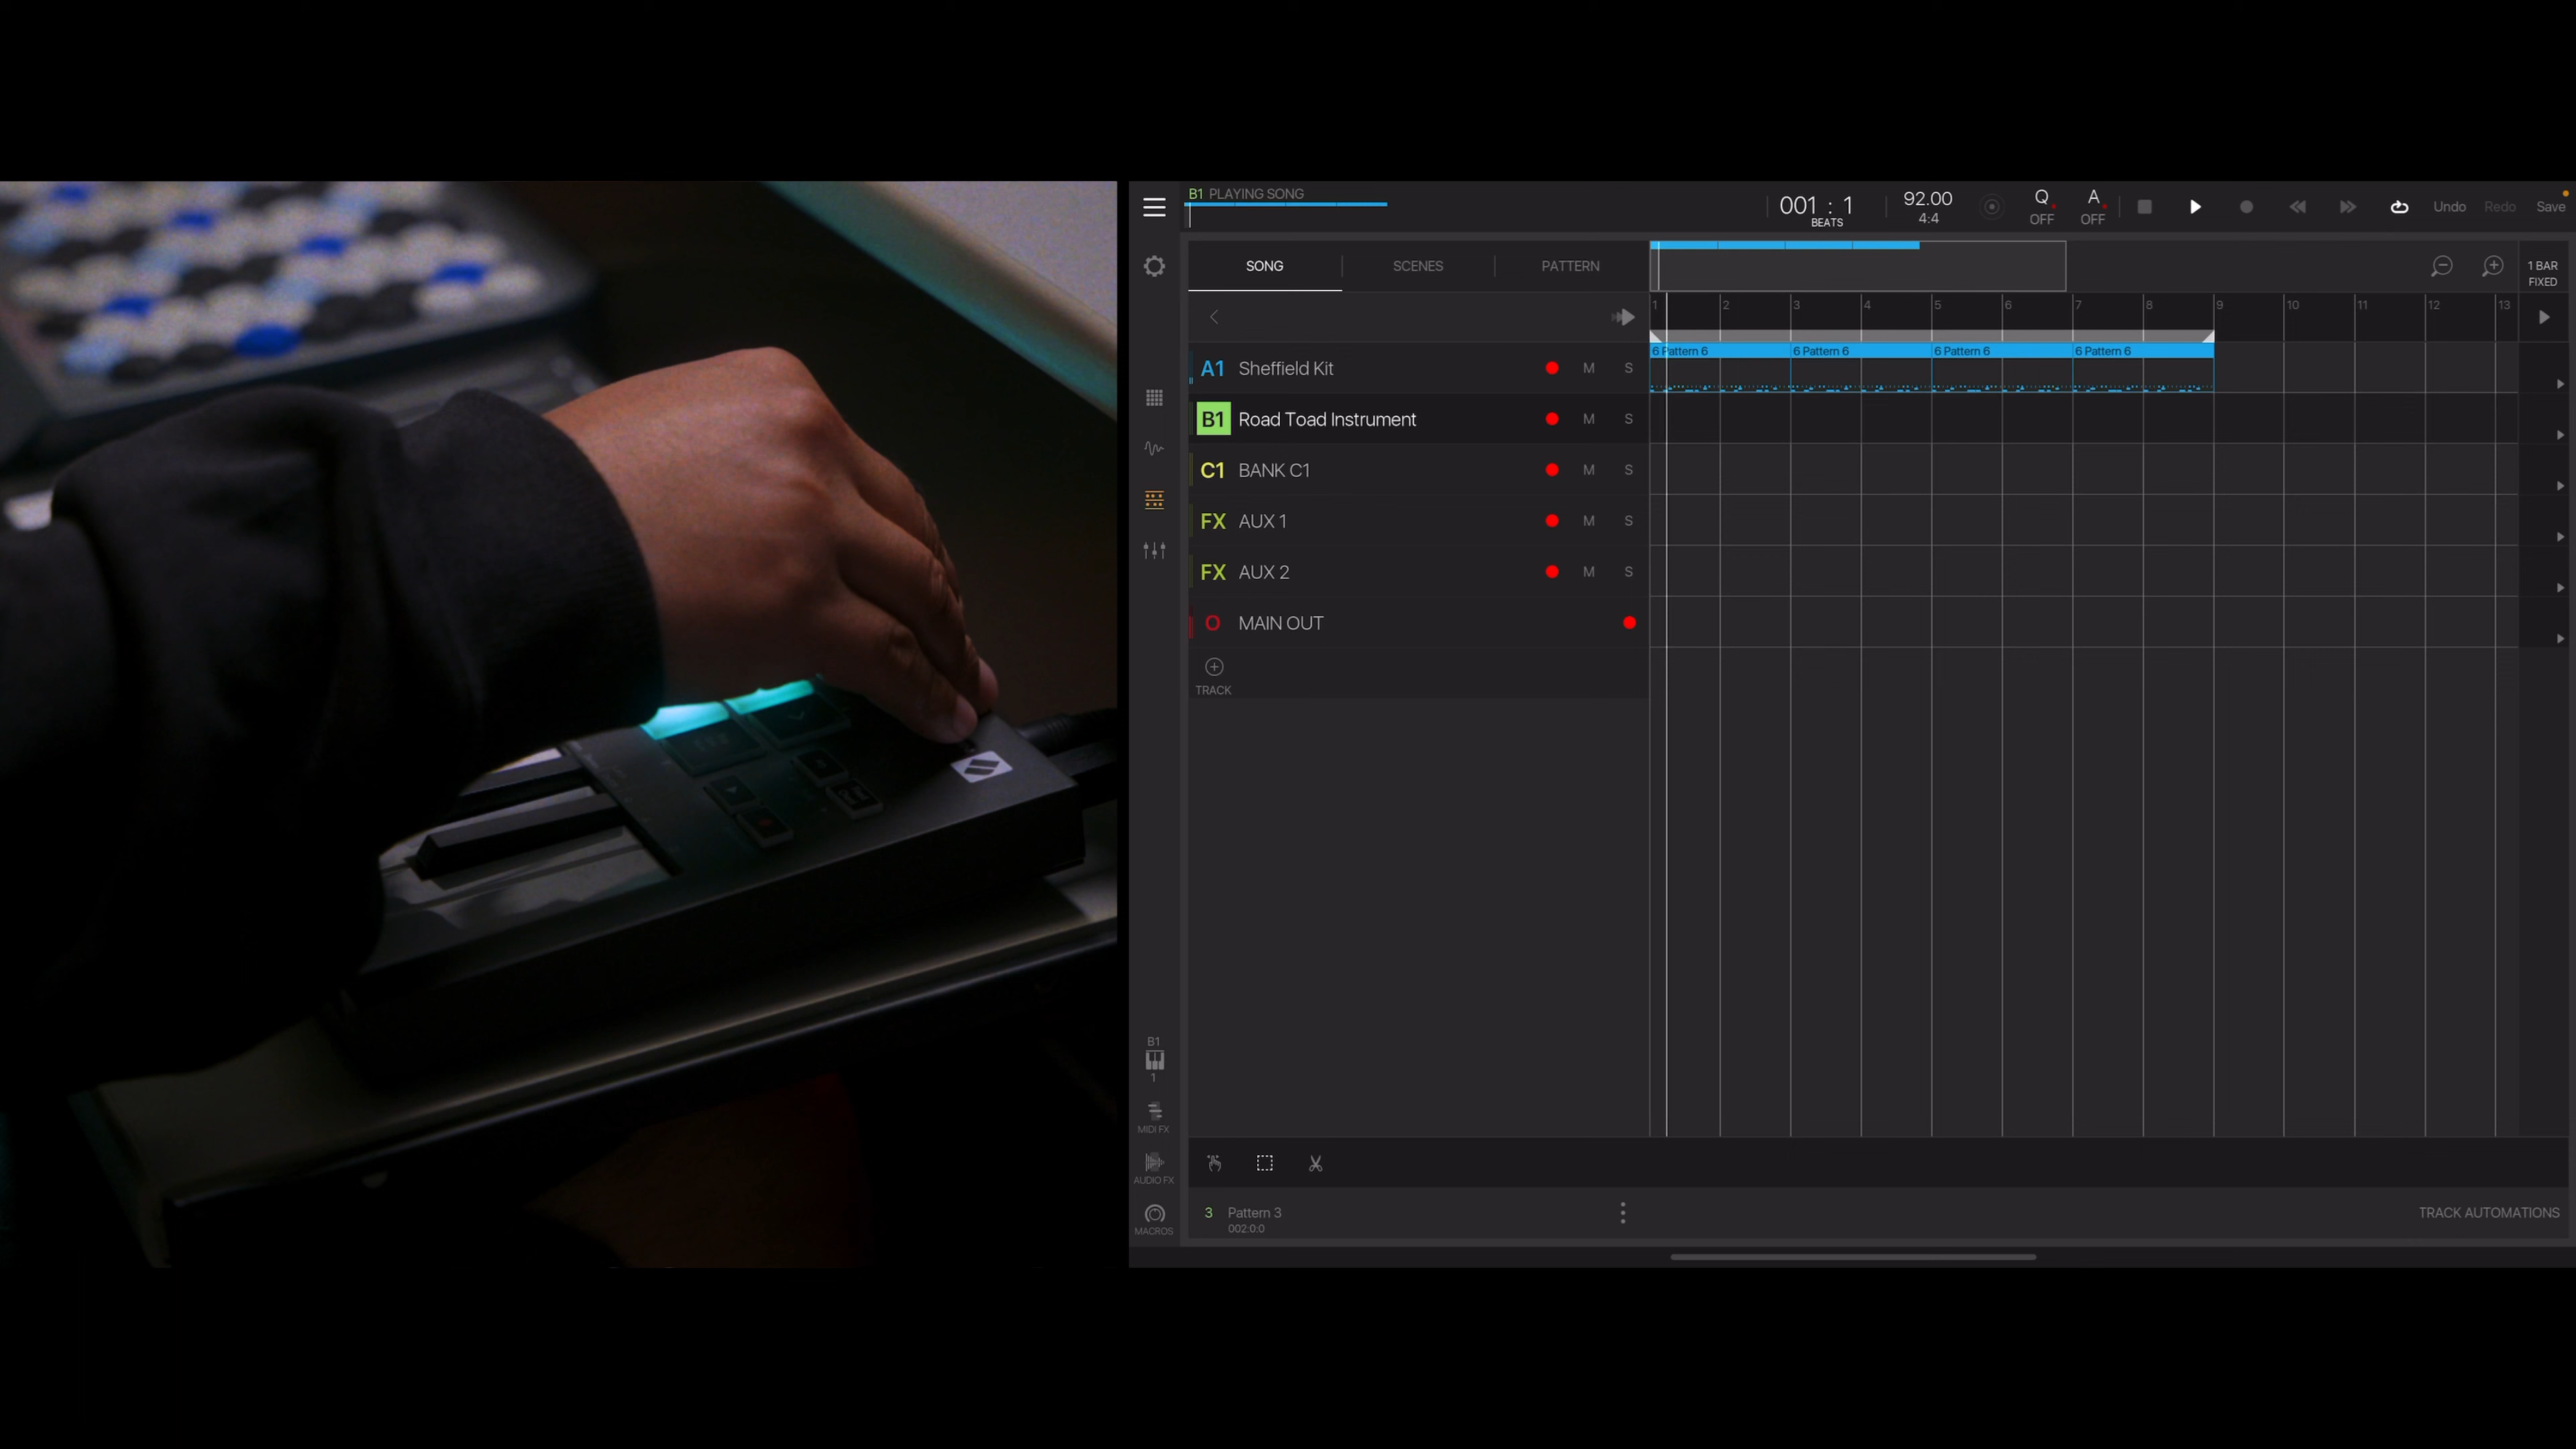 B1 PLAYING SONG
001 : 1
BEATS
92.00
4:4
Q
OFF
A
OFF
Undo
Redo
Save
SONG
SCENES
PATTERN
1 BAR
FIXED
1 2 3 4 5 6 7 8 9 10 11 12 13
6 Pattern 6
6 Pattern 6
6 Pattern 6
6 Pattern 6
A1 Sheffield Kit M S
B1 Road Toad Instrument M S
C1 BANK C1 M S
FX AUX 1 M S
FX AUX 2 M S
O MAIN OUT
TRACK
B1
1
MIDI FX
AUDIO FX
MACROS
3 Pattern 3
002:0:0
TRACK AUTOMATIONS